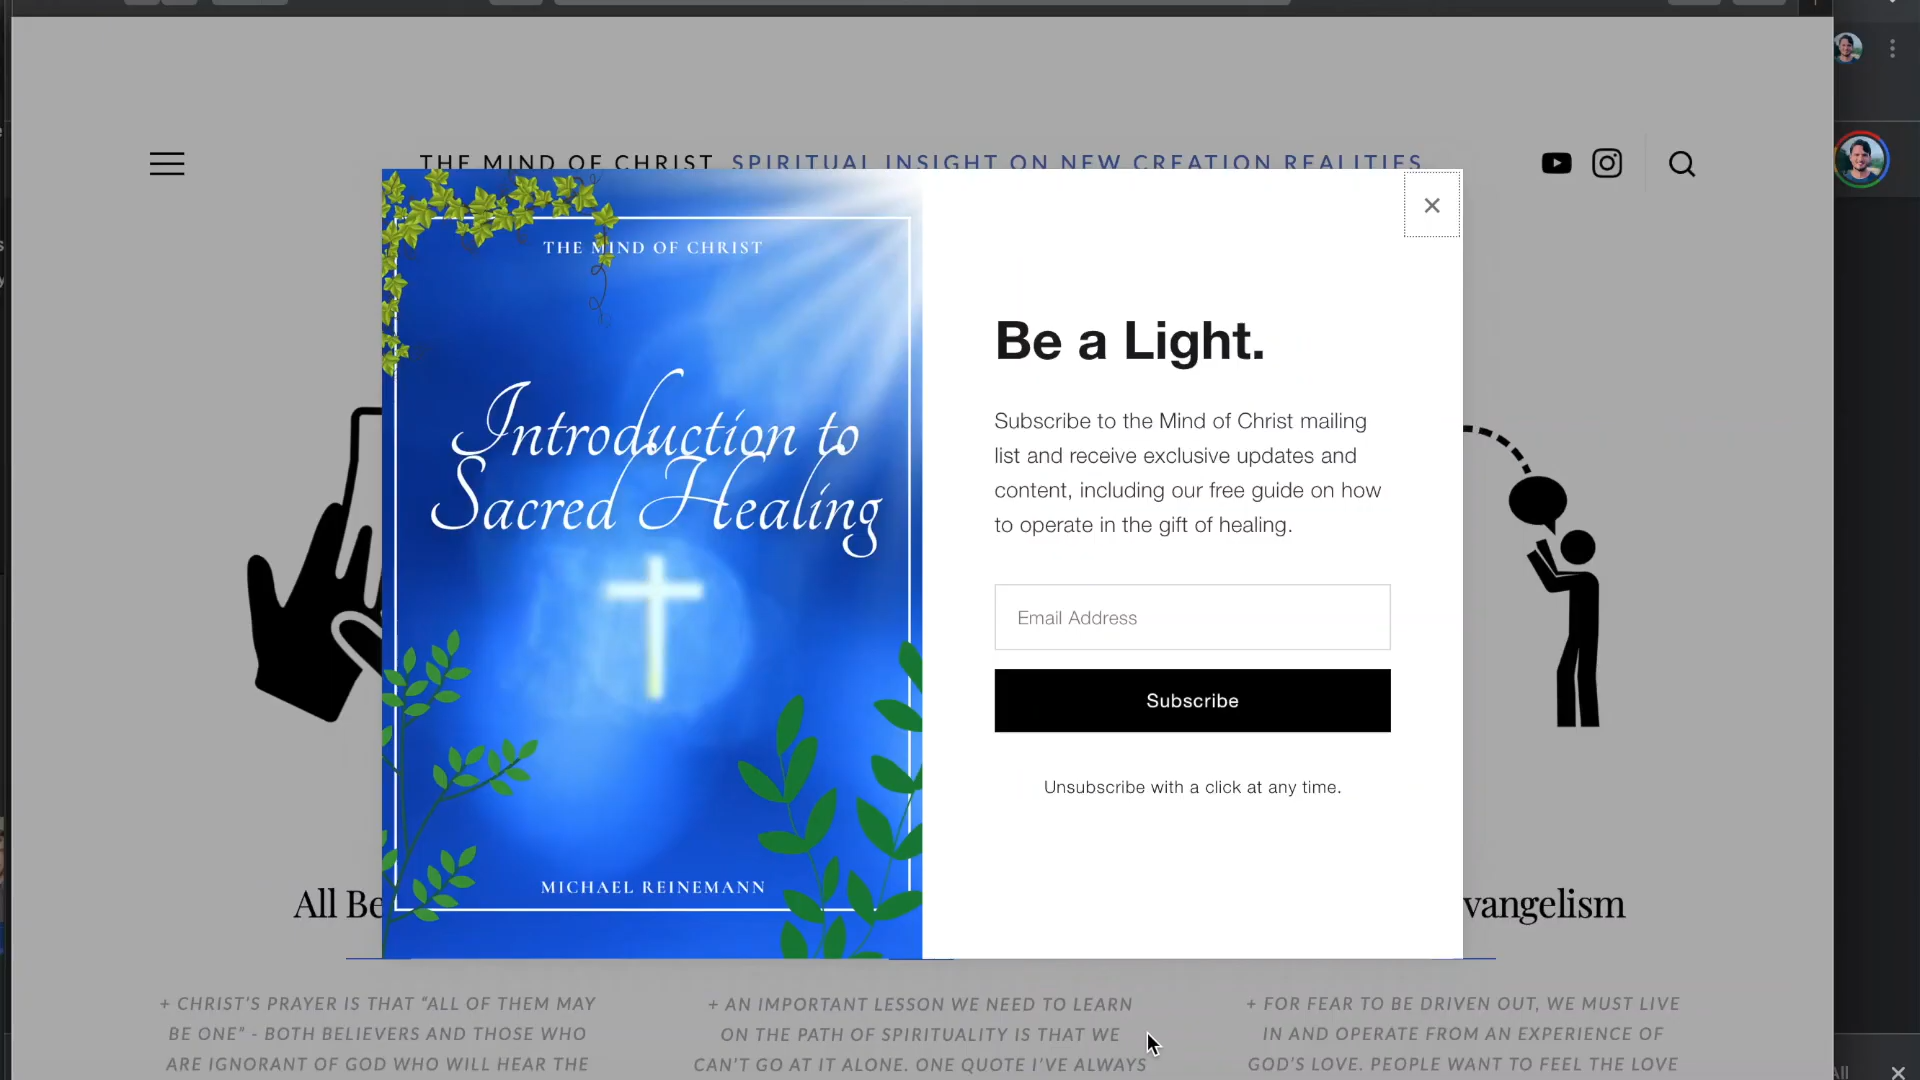 THE MIND OF CHRIST SPIRITUAL INSIGHT ON NEW CREATION REALITIES
THE MIND OF CHRIST
Introduction to
Sacred Healing
MICHAEL REINEMANN
Be a Light.
Subscribe to the Mind of Christ mailing
list and receive exclusive updates and
content, including our free guide on how
to operate in the gift of healing.
Email Address
Subscribe
Unsubscribe with a click at any time.
All Be
vangelism
+ CHRIST'S PRAYER IS THAT “ALL OF THEM MAY
BE ONE” - BOTH BELIEVERS AND THOSE WHO
ARE IGNORANT OF GOD WHO WILL HEAR THE
+ AN IMPORTANT LESSON WE NEED TO LEARN
ON THE PATH OF SPIRITUALITY IS THAT WE
CAN'T GO AT IT ALONE. ONE QUOTE I'VE ALWAYS
+ FOR FEAR TO BE DRIVEN OUT, WE MUST LIVE
IN AND OPERATE FROM AN EXPERIENCE OF
GOD'S LOVE. PEOPLE WANT TO FEEL THE LOVE